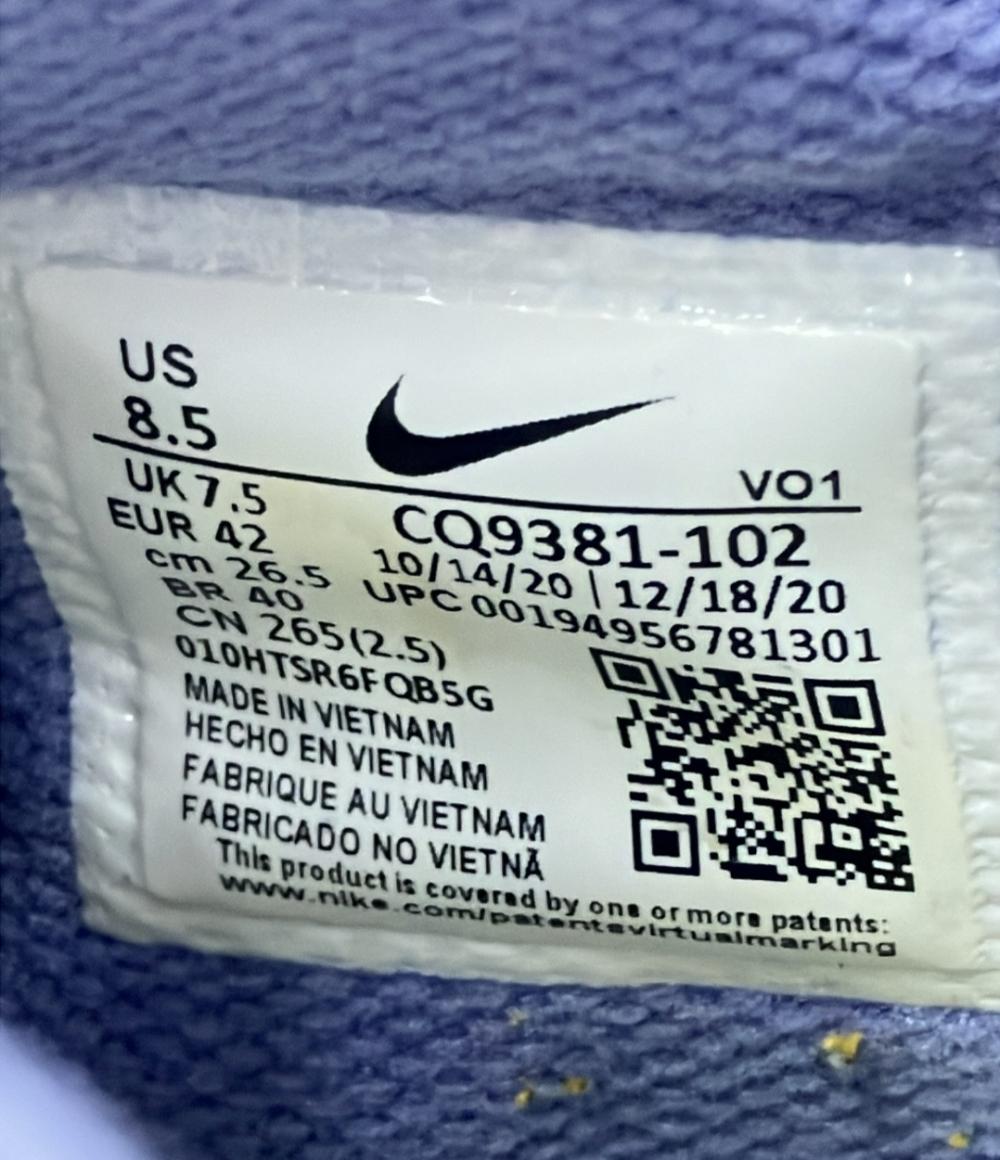 US
8.5
VO1
UK 7.5
CQ9381-102
EUR 42
10/14/20 | 12/18/20
cm 26.5
UPC 00194956781301
BR 40
CN 265(2.5)
010HTSR6FQB5G
MADE IN VIETNAM
HECHO EN VIETNAM
FABRIQUE AU VIETNAM
FABRICADO NO VIETNÃ
This product is covered by one or more patents:
www.nike.com/patentsvirtualmarking